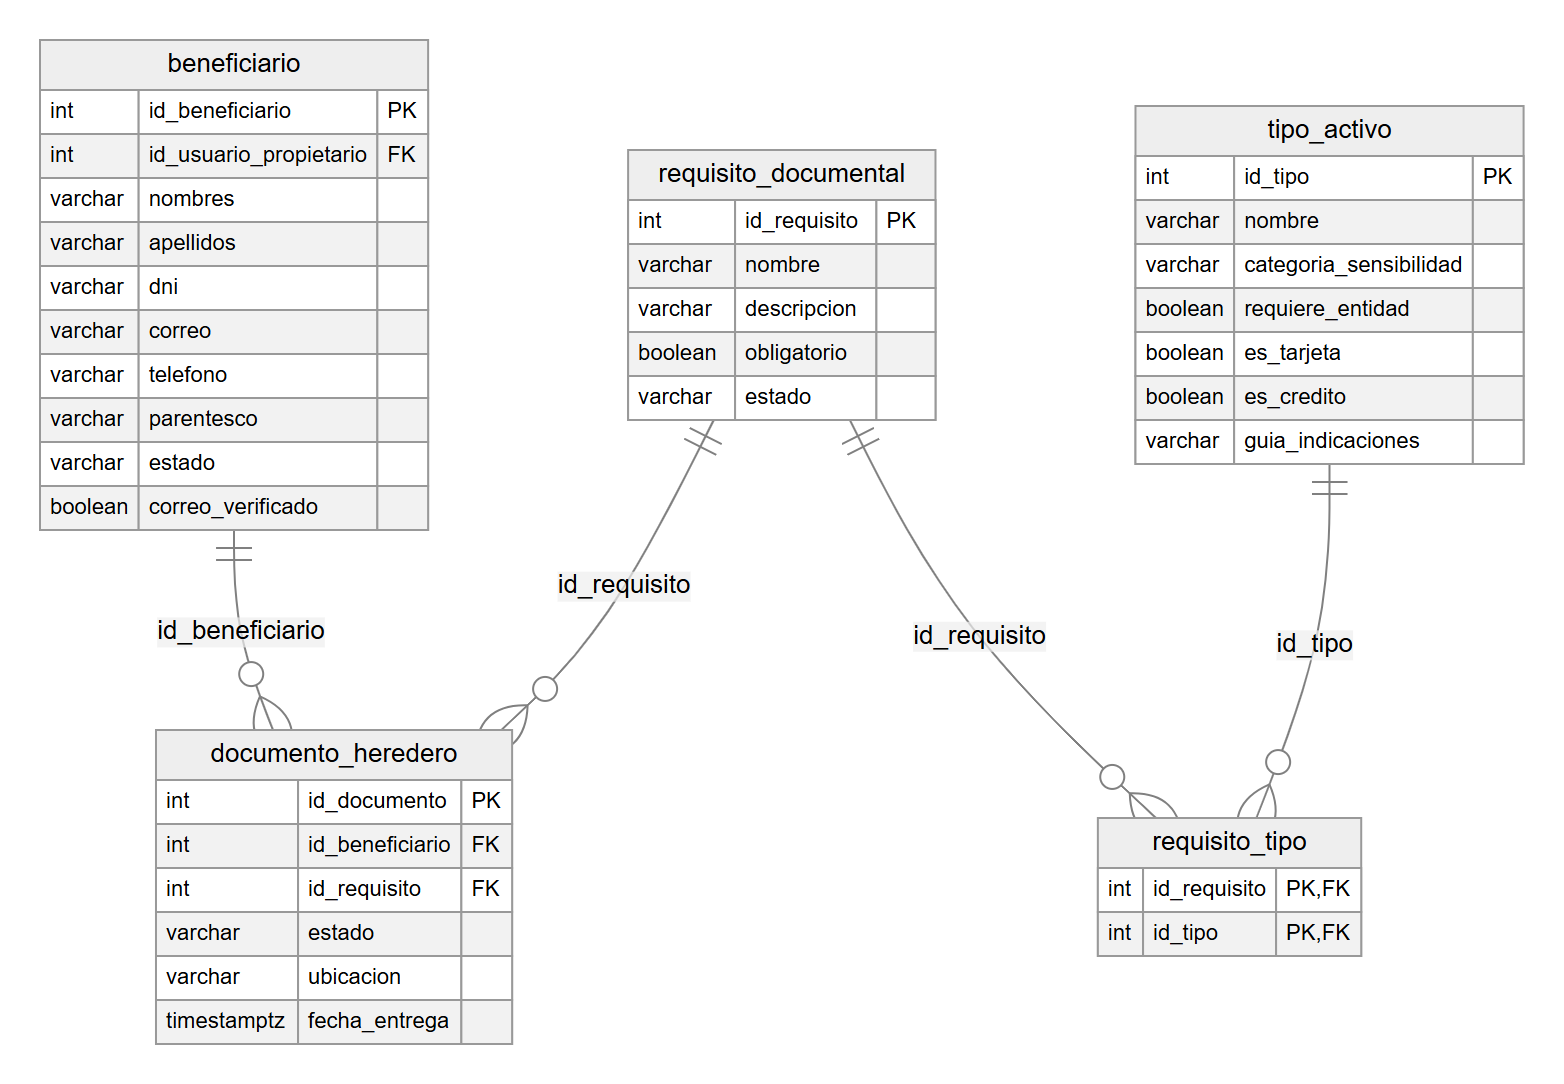 beneficiario
int id_beneficiario PK
int id_usuario_propietario FK
varchar nombres
varchar apellidos
varchar dni
varchar correo
varchar telefono
varchar parentesco
varchar estado
boolean correo_verificado
requisito_documental
int id_requisito PK
varchar nombre
varchar descripcion
boolean obligatorio
varchar estado
tipo_activo
int id_tipo PK
varchar nombre
varchar categoria_sensibilidad
boolean requiere_entidad
boolean es_tarjeta
boolean es_credito
varchar guia_indicaciones
id_beneficiario
id_requisito
id_requisito
id_tipo
documento_heredero
int id_documento PK
int id_beneficiario FK
int id_requisito FK
varchar estado
varchar ubicacion
timestamptz fecha_entrega
requisito_tipo
int id_requisito PK,FK
int id_tipo PK,FK